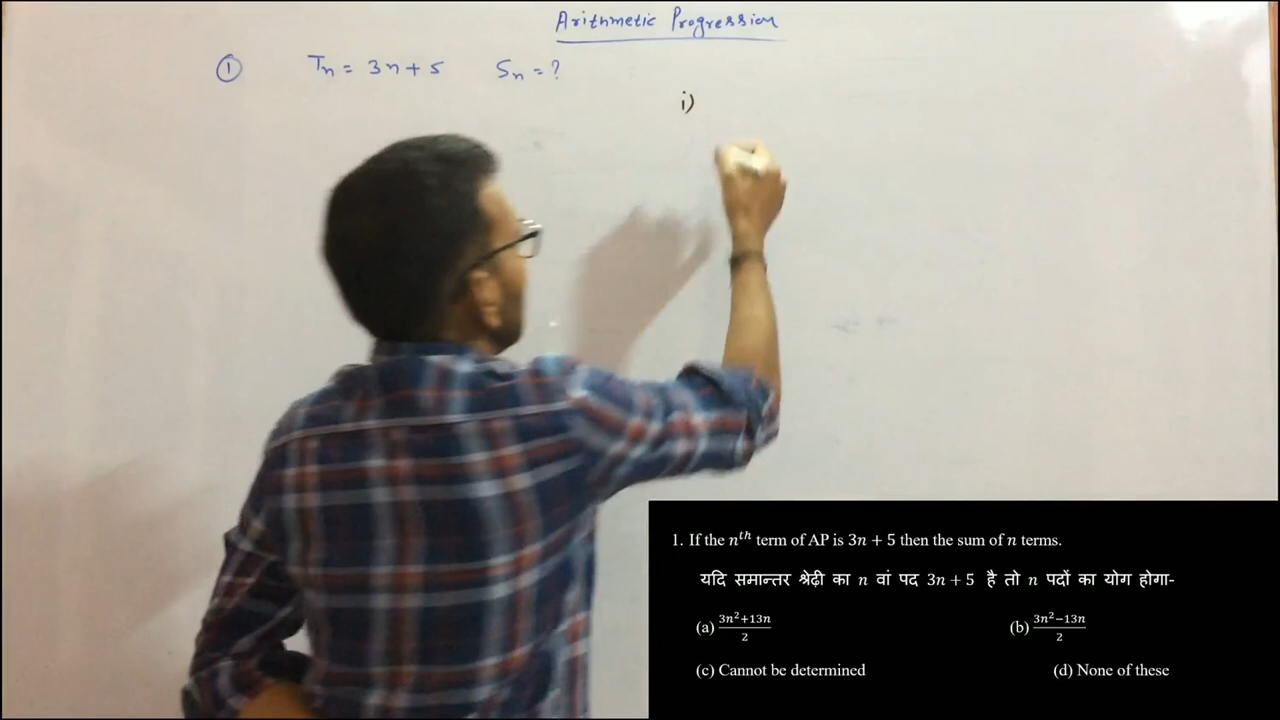 Arithmetic Progression
① Tn = 3n + 5 Sn = ?
i)
1. If the nᵗʰ term of AP is 3n + 5 then the sum of n terms.
यदि समान्तर श्रेढ़ी का n वां पद 3n + 5 है तो n पदों का योग होगा-
(a) 3n²+13n/2 (b) 3n²−13n/2
(c) Cannot be determined (d) None of these